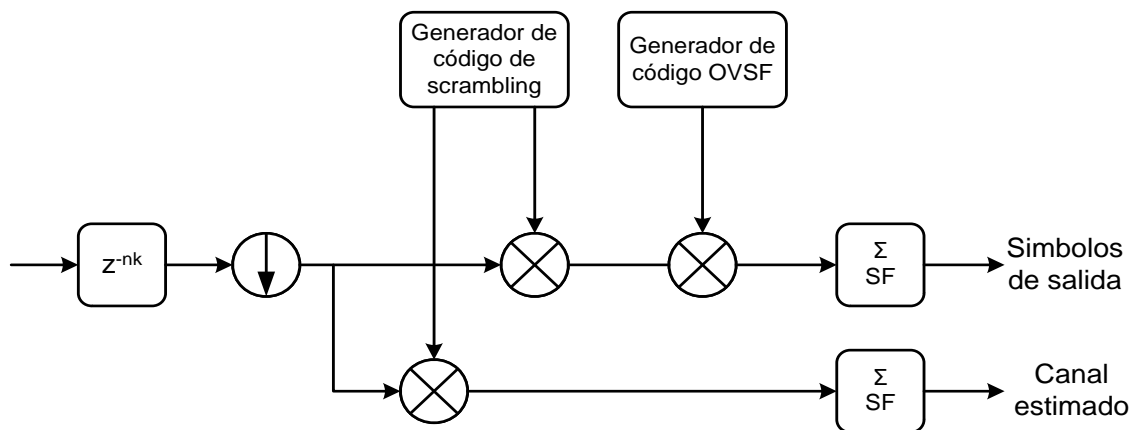 Generador de
código de
scrambling
Generador de
código OVSF
z-nk
Σ
SF
Simbolos
de salida
Σ
SF
Canal
estimado